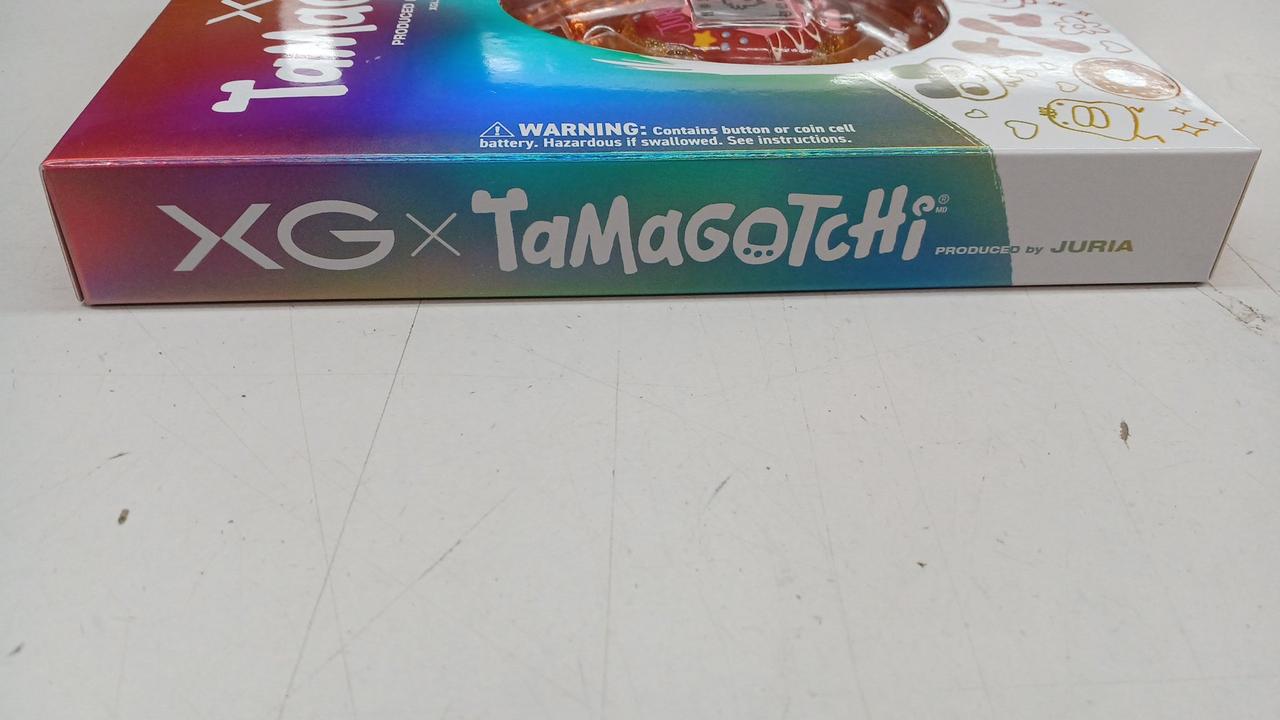 X
TaMa
PRODUCED
WARNING: Contains button or coin cell
battery. Hazardous if swallowed. See instructions.
XG×TaMaGOTCHi® MD PRODUCED by JURIA